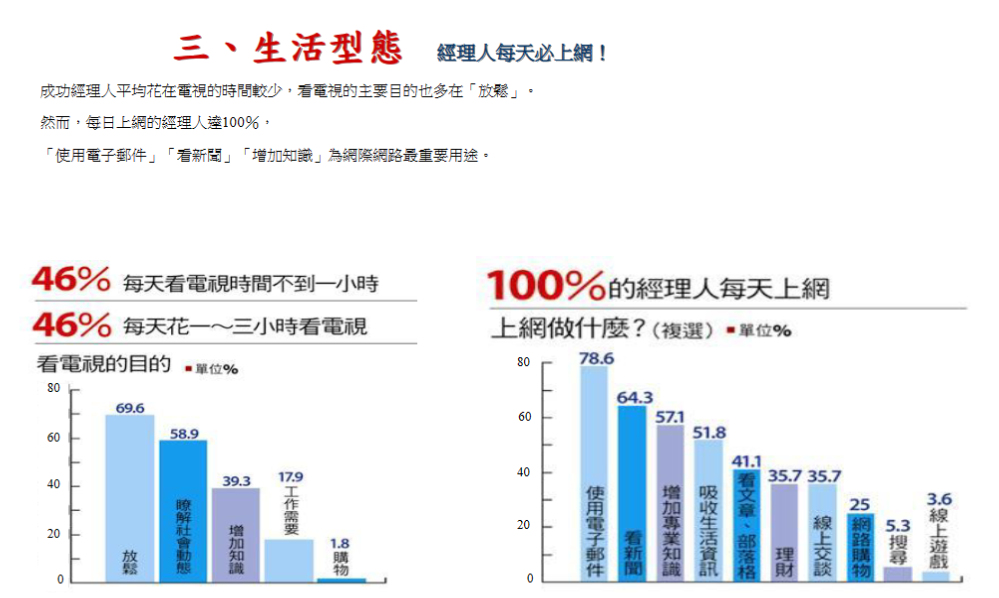 三、生活型態 經理人每天必上網！
成功經理人平均花在電視的時間較少，看電視的主要目的也多在「放鬆」。
然而，每日上網的經理人達100%，
「使用電子郵件」「看新聞」「增加知識」為網際網路最重要用途。
46% 每天看電視時間不到一小時
46% 每天花一～三小時看電視
看電視的目的 ■單位%
80
60
40
20
0
69.6
58.9
39.3
17.9
1.8
放鬆
瞭解社會動態
增加知識
工作需要
購物
100%的經理人每天上網
上網做什麼？（複選） ■單位%
80
60
40
20
0
78.6
64.3
57.1
51.8
41.1
35.7
35.7
25
5.3
3.6
使用電子郵件
看新聞
增加專業知識
吸收生活資訊
看文章、部落格
理財
線上交談
網路購物
搜尋
線上遊戲